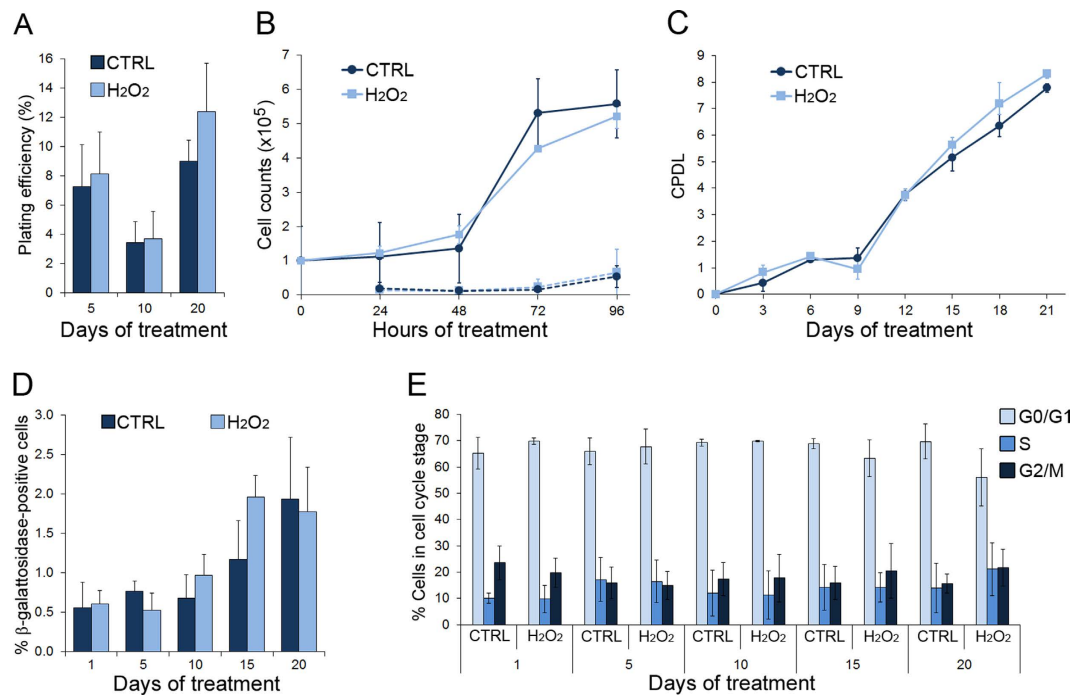 A
Plating efficiency (%)
16
14
12
10
8
6
4
2
0
CTRL
H2O2
5 10 20
Days of treatment
B
Cell counts (x10⁵)
7
6
5
4
3
2
1
0
CTRL
H2O2
0 24 48 72 96
Hours of treatment
C
CPDL
9
8
7
6
5
4
3
2
1
0
CTRL
H2O2
0 3 6 9 12 15 18 21
Days of treatment
D
% β-galattosidase-positive cells
3.0
2.5
2.0
1.5
1.0
0.5
0.0
CTRL H2O2
1 5 10 15 20
Days of treatment
E
% Cells in cell cycle stage
80
70
60
50
40
30
20
10
0
G0/G1
S
G2/M
CTRL H2O2 CTRL H2O2 CTRL H2O2 CTRL H2O2 CTRL H2O2
1 5 10 15 20
Days of treatment